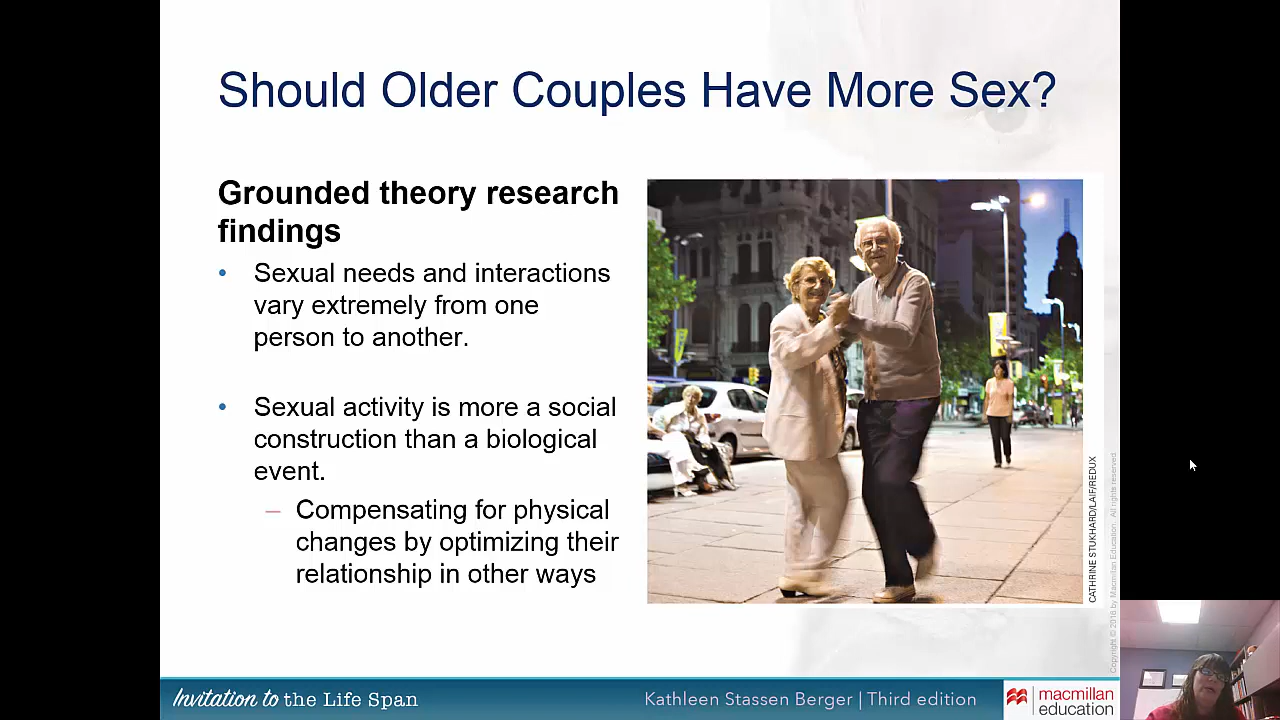 Should Older Couples Have More Sex?
Grounded theory research
findings
• Sexual needs and interactions
vary extremely from one
person to another.
• Sexual activity is more a social
construction than a biological
event.
– Compensating for physical
changes by optimizing their
relationship in other ways
CATHRINE STUKHARD/LAIF/REDUX
Copyright © 2016 by Macmillan Education. All rights reserved
Invitation to the Life Span
Kathleen Stassen Berger | Third edition
macmillan
education